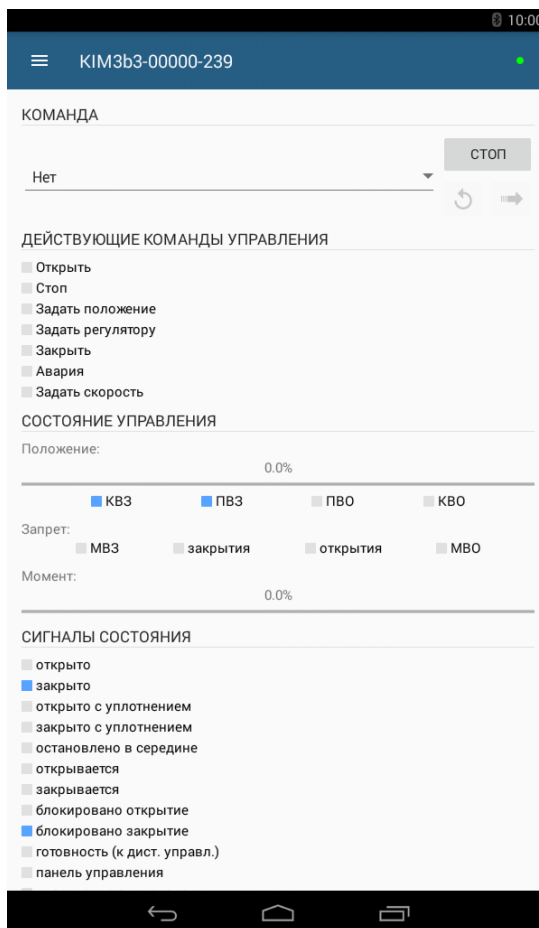 10:00
KIM3b3-00000-239
КОМАНДА
СТОП
Нет
ДЕЙСТВУЮЩИЕ КОМАНДЫ УПРАВЛЕНИЯ
Открыть
Стоп
Задать положение
Задать регулятору
Закрыть
Авария
Задать скорость
СОСТОЯНИЕ УПРАВЛЕНИЯ
Положение:
0.0%
КВЗ ПВЗ ПВО КВО
Запрет:
МВЗ закрытия открытия МВО
Момент:
0.0%
СИГНАЛЫ СОСТОЯНИЯ
открыто
закрыто
открыто с уплотнением
закрыто с уплотнением
остановлено в середине
открывается
закрывается
блокировано открытие
блокировано закрытие
готовность (к дист. управл.)
панель управления